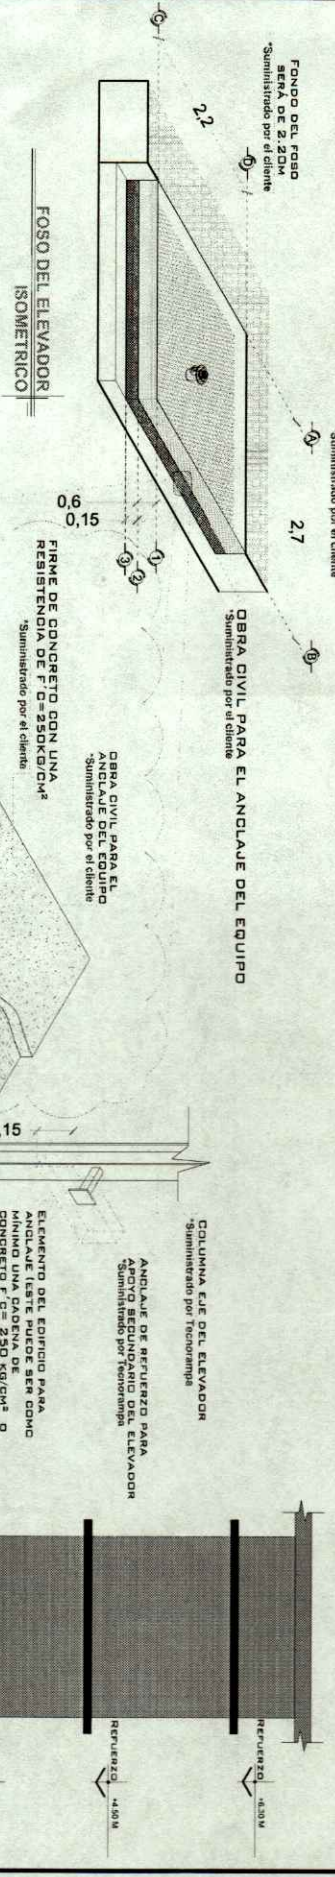 Suministrado por el cliente
FONDO DEL FOSO
SERÁ DE 2.20M
*Suministrado por el cliente
C
D
A
B
2,2
2,7
FOSO DEL ELEVADOR
ISOMETRICO
0,6
0,15
1
2
3
OBRA CIVIL PARA EL ANCLAJE DEL EQUIPO
*Suministrado por el cliente
FIRME DE CONCRETO CON UNA
RESISTENCIA DE F'C=250KG/CM²
*Suministrado por el cliente
OBRA CIVIL PARA EL
ANCLAJE DEL EQUIPO
*Suministrado por el cliente
,15
COLUMNA EJE DEL ELEVADOR
*Suministrado por Tecnorampa
ANCLAJE DE REFUERZO PARA
APOYO SECUNDARIO DEL ELEVADOR
*Suministrado por Tecnorampa
ELEMENTO DEL EDIFICO PARA
ANCLAJE (ESTE PUEDE SER COMO
MÍNIMO UNA CADENA DE
CONCRETO F'C= 250 KG/CM² O
REFUERZO
+6.30 M
REFUERZO
+4.50 M